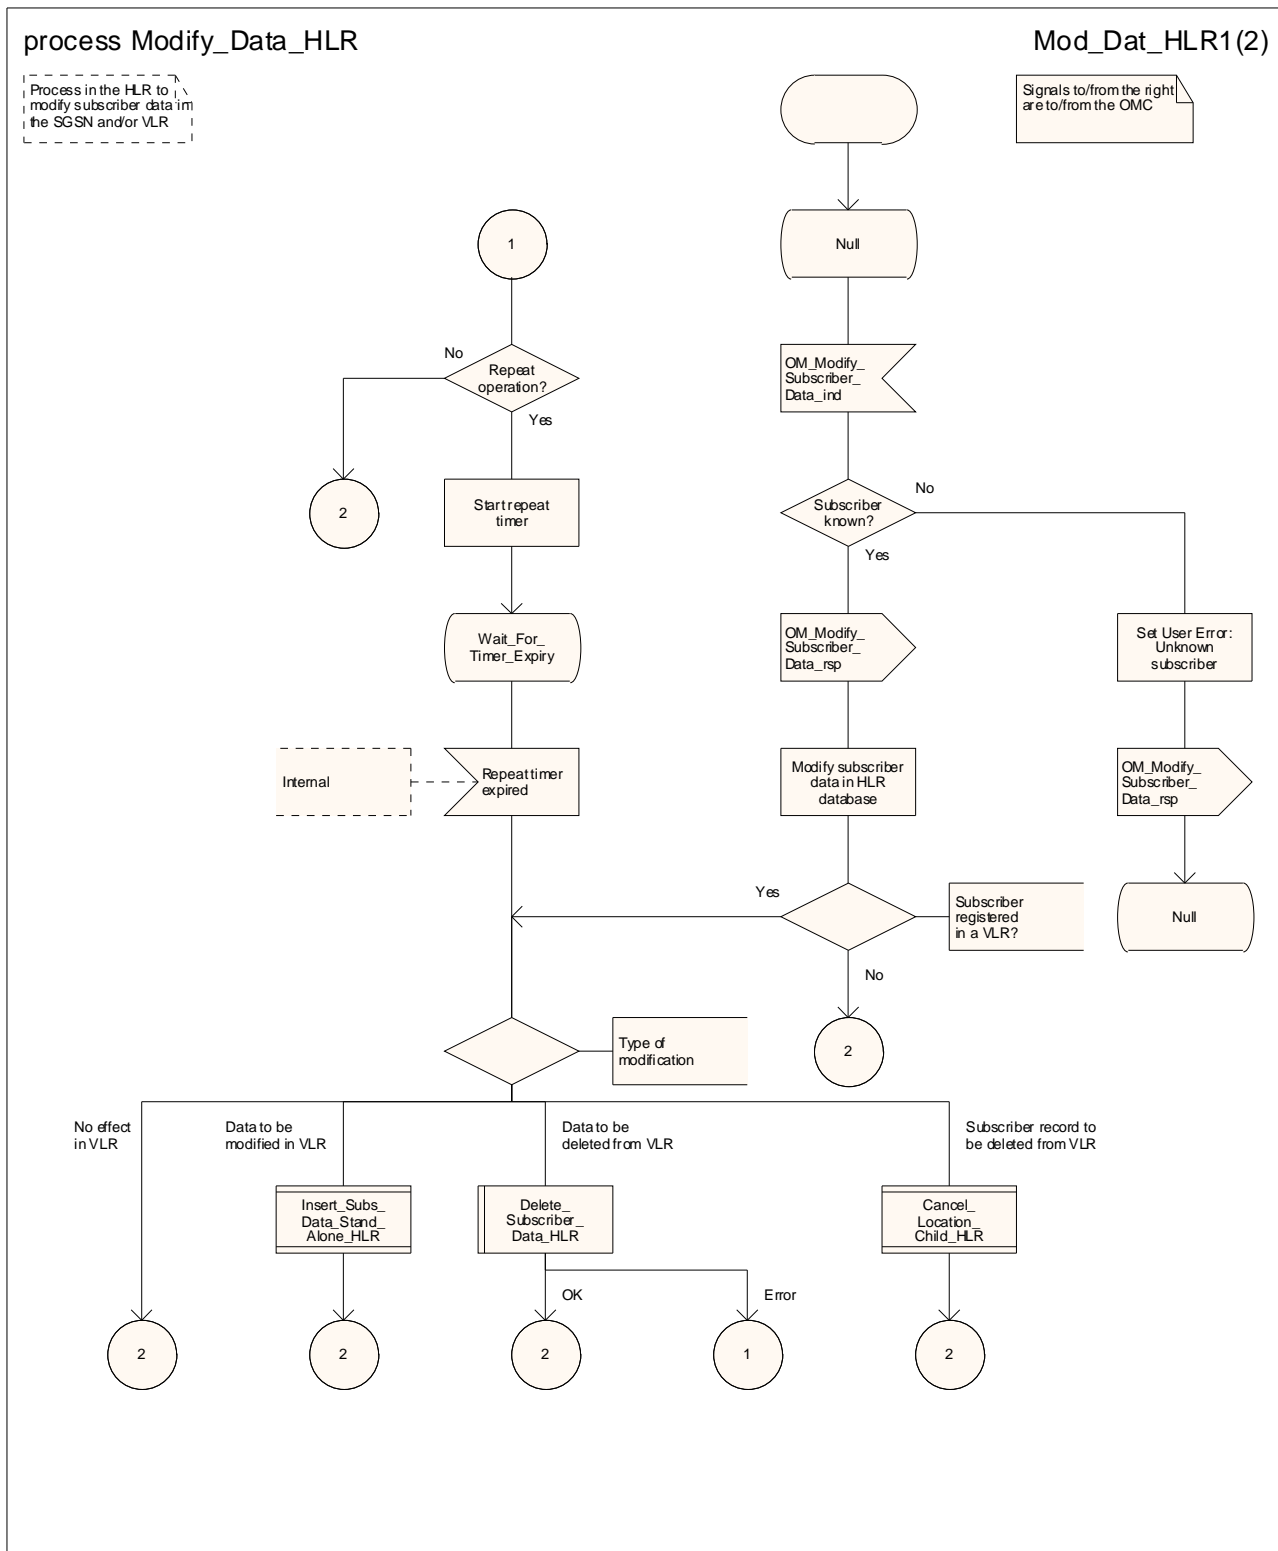 process Modify_Data_HLR
Mod_Dat_HLR1(2)
Process in the HLR to
modify subscriber data in
the SGSN and/or VLR
Signals to/from the right
are to/from the OMC
1
Null
No
Repeat
operation?
Yes
OM_Modify_
Subscriber_
Data_ind
2
Start repeat
timer
Subscriber
known?
No
Yes
Wait_For_
Timer_Expiry
OM_Modify_
Subscriber_
Data_rsp
Set User Error:
Unknown
subscriber
Internal
Repeat timer
expired
Modify subscriber
data in HLR
database
OM_Modify_
Subscriber_
Data_rsp
Yes
Subscriber
registered
in a VLR?
Null
No
Type of
modification
2
No effect
in VLR
Data to be
modified in VLR
Data to be
deleted from VLR
Subscriber record to
be deleted from VLR
Insert_Subs_
Data_Stand_
Alone_HLR
Delete_
Subscriber_
Data_HLR
Cancel_
Location_
Child_HLR
OK
Error
2
2
2
1
2